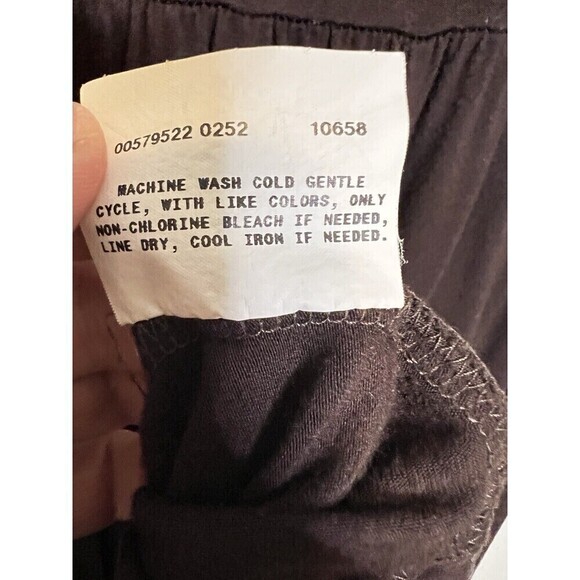 00579522 0252 10658
MACHINE WASH COLD GENTLE
CYCLE, WITH LIKE COLORS, ONLY
NON-CHLORINE BLEACH IF NEEDED,
LINE DRY, COOL IRON IF NEEDED.